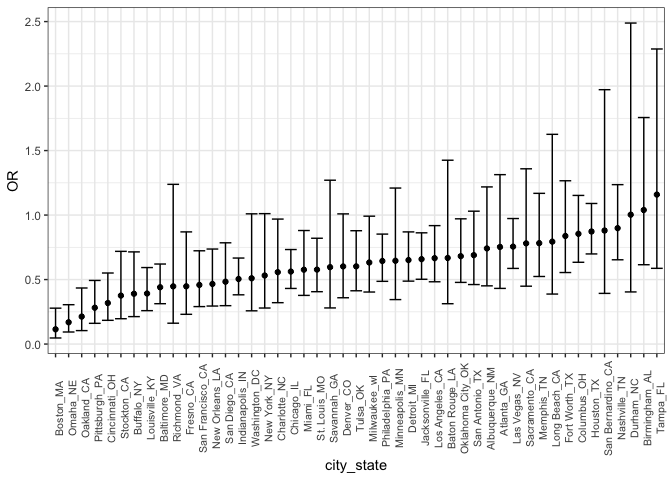 2.5
2.0
1.5
1.0
0.5
0.0
OR
Boston_MA
Omaha_NE
Oakland_CA
Pittsburgh_PA
Cincinnati_OH
Stockton_CA
Buffalo_NY
Louisville_KY
Baltimore_MD
Richmond_VA
Fresno_CA
San Francisco_CA
New Orleans_LA
San Diego_CA
Indianapolis_IN
Washington_DC
New York_NY
Charlotte_NC
Chicago_IL
Miami_FL
St. Louis_MO
Savannah_GA
Denver_CO
Tulsa_OK
Milwaukee_wI
Philadelphia_PA
Minneapolis_MN
Detroit_MI
Jacksonville_FL
Los Angeles_CA
Baton Rouge_LA
Oklahoma City_OK
San Antonio_TX
Albuquerque_NM
Atlanta_GA
Las Vegas_NV
Sacramento_CA
Memphis_TN
Long Beach_CA
Fort Worth_TX
Columbus_OH
Houston_TX
San Bernardino_CA
Nashville_TN
Durham_NC
Birmingham_AL
Tampa_FL
city_state